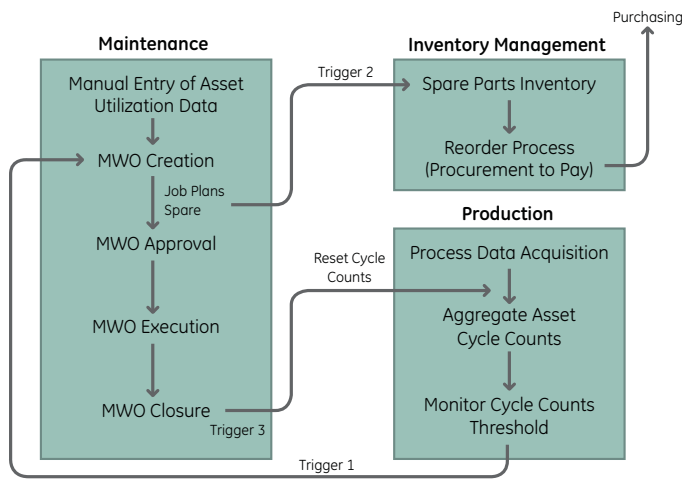 Purchasing
Maintenance
Manual Entry of Asset
Utilization Data
MWO Creation
Job Plans
Spare
MWO Approval
MWO Execution
MWO Closure
Trigger 3
Trigger 2
Inventory Management
Spare Parts Inventory
Reorder Process
(Procurement to Pay)
Reset Cycle
Counts
Production
Process Data Acquisition
Aggregate Asset
Cycle Counts
Monitor Cycle Counts
Threshold
Trigger 1